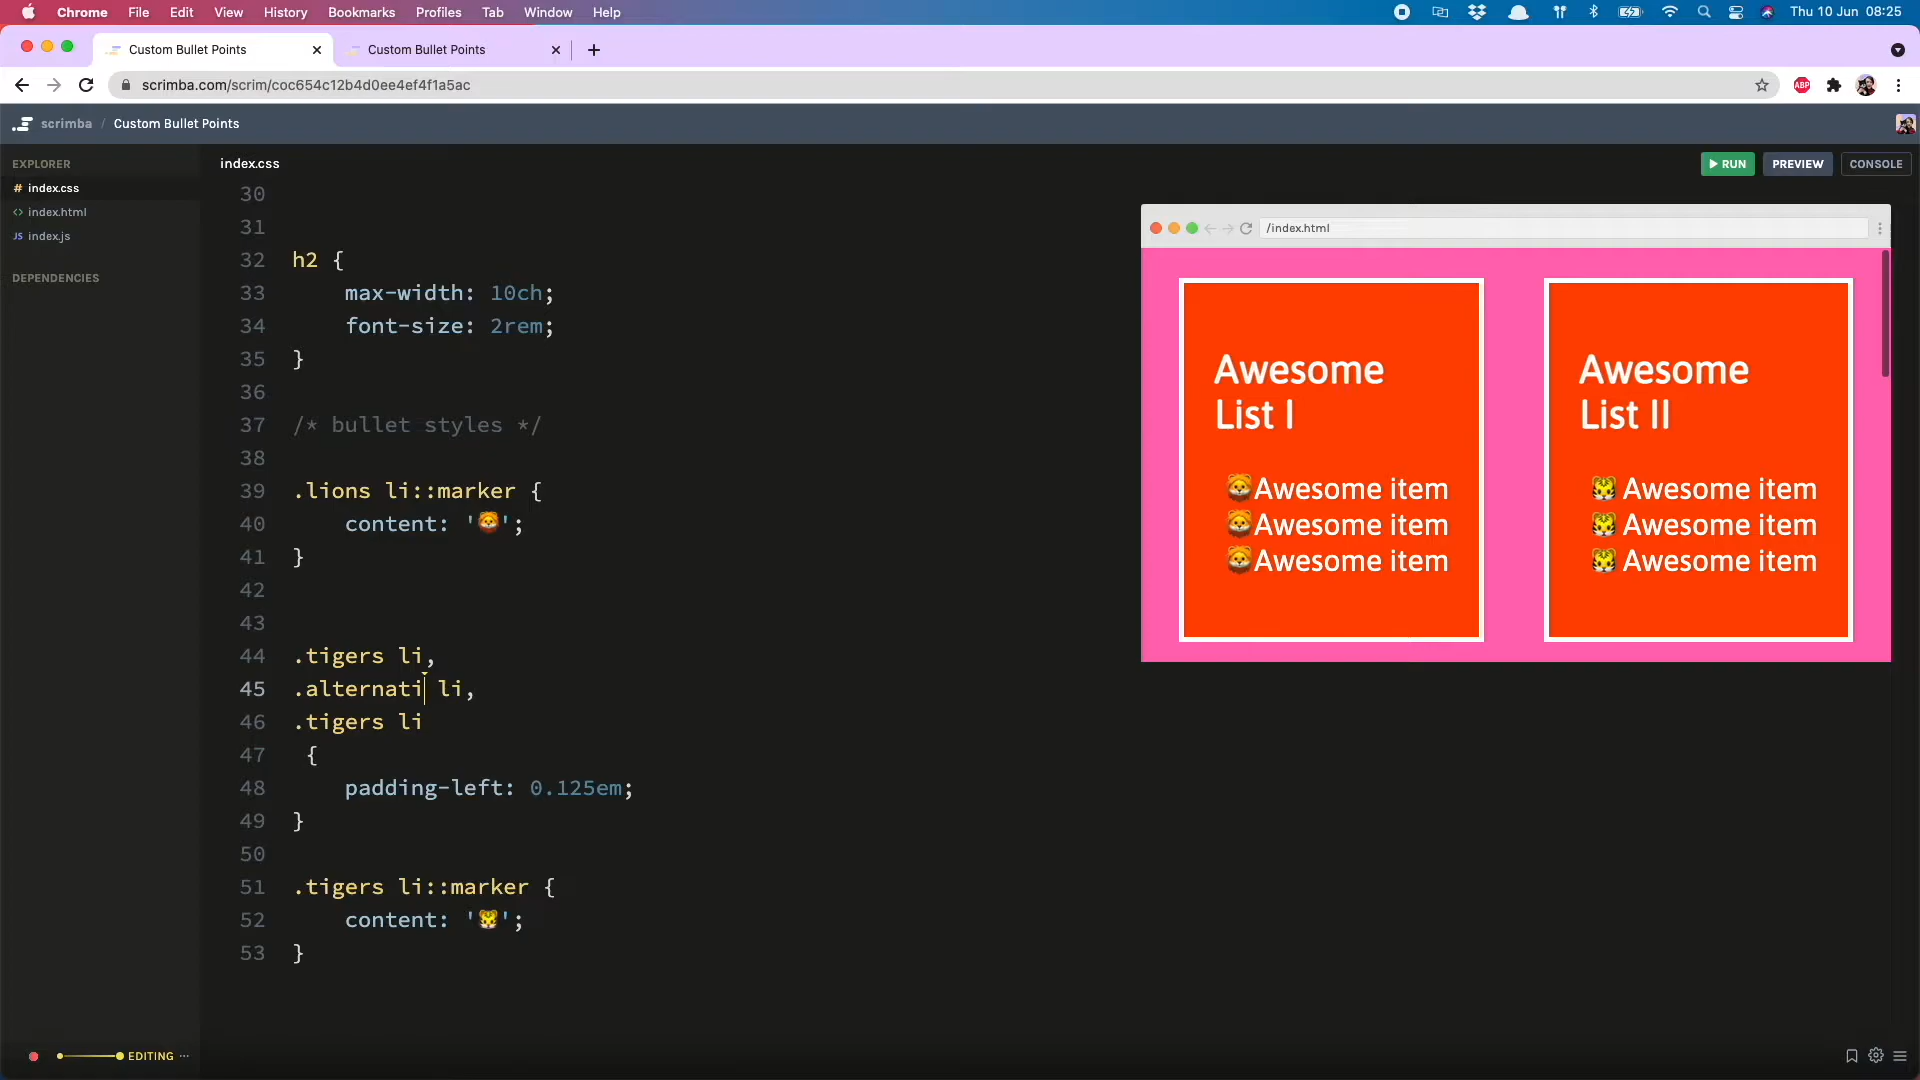 Chrome File Edit View History Bookmarks Profiles Tab Window Help Thu 10 Jun 08:25
Custom Bullet Points Custom Bullet Points
scrimba.com/scrim/coc654c12b4d0ee4ef4f1a5ac ABP
scrimba / Custom Bullet Points
EXPLORER
# index.css
<> index.html
JS index.js
DEPENDENCIES
index.css
RUN PREVIEW CONSOLE
30
31
32 h2 {
33 max-width: 10ch;
34 font-size: 2rem;
35 }
36
37 /* bullet styles */
38
39 .lions li::marker {
40 content: '🦁';
41 }
42
43
44 .tigers li,
45 .alternati li,
46 .tigers li
47 {
48 padding-left: 0.125em;
49 }
50
51 .tigers li::marker {
52 content: '🐯';
53 }
/index.html
Awesome
List I
🦁Awesome item
🦁Awesome item
🦁Awesome item
Awesome
List II
🐯 Awesome item
🐯 Awesome item
🐯 Awesome item
EDITING ...